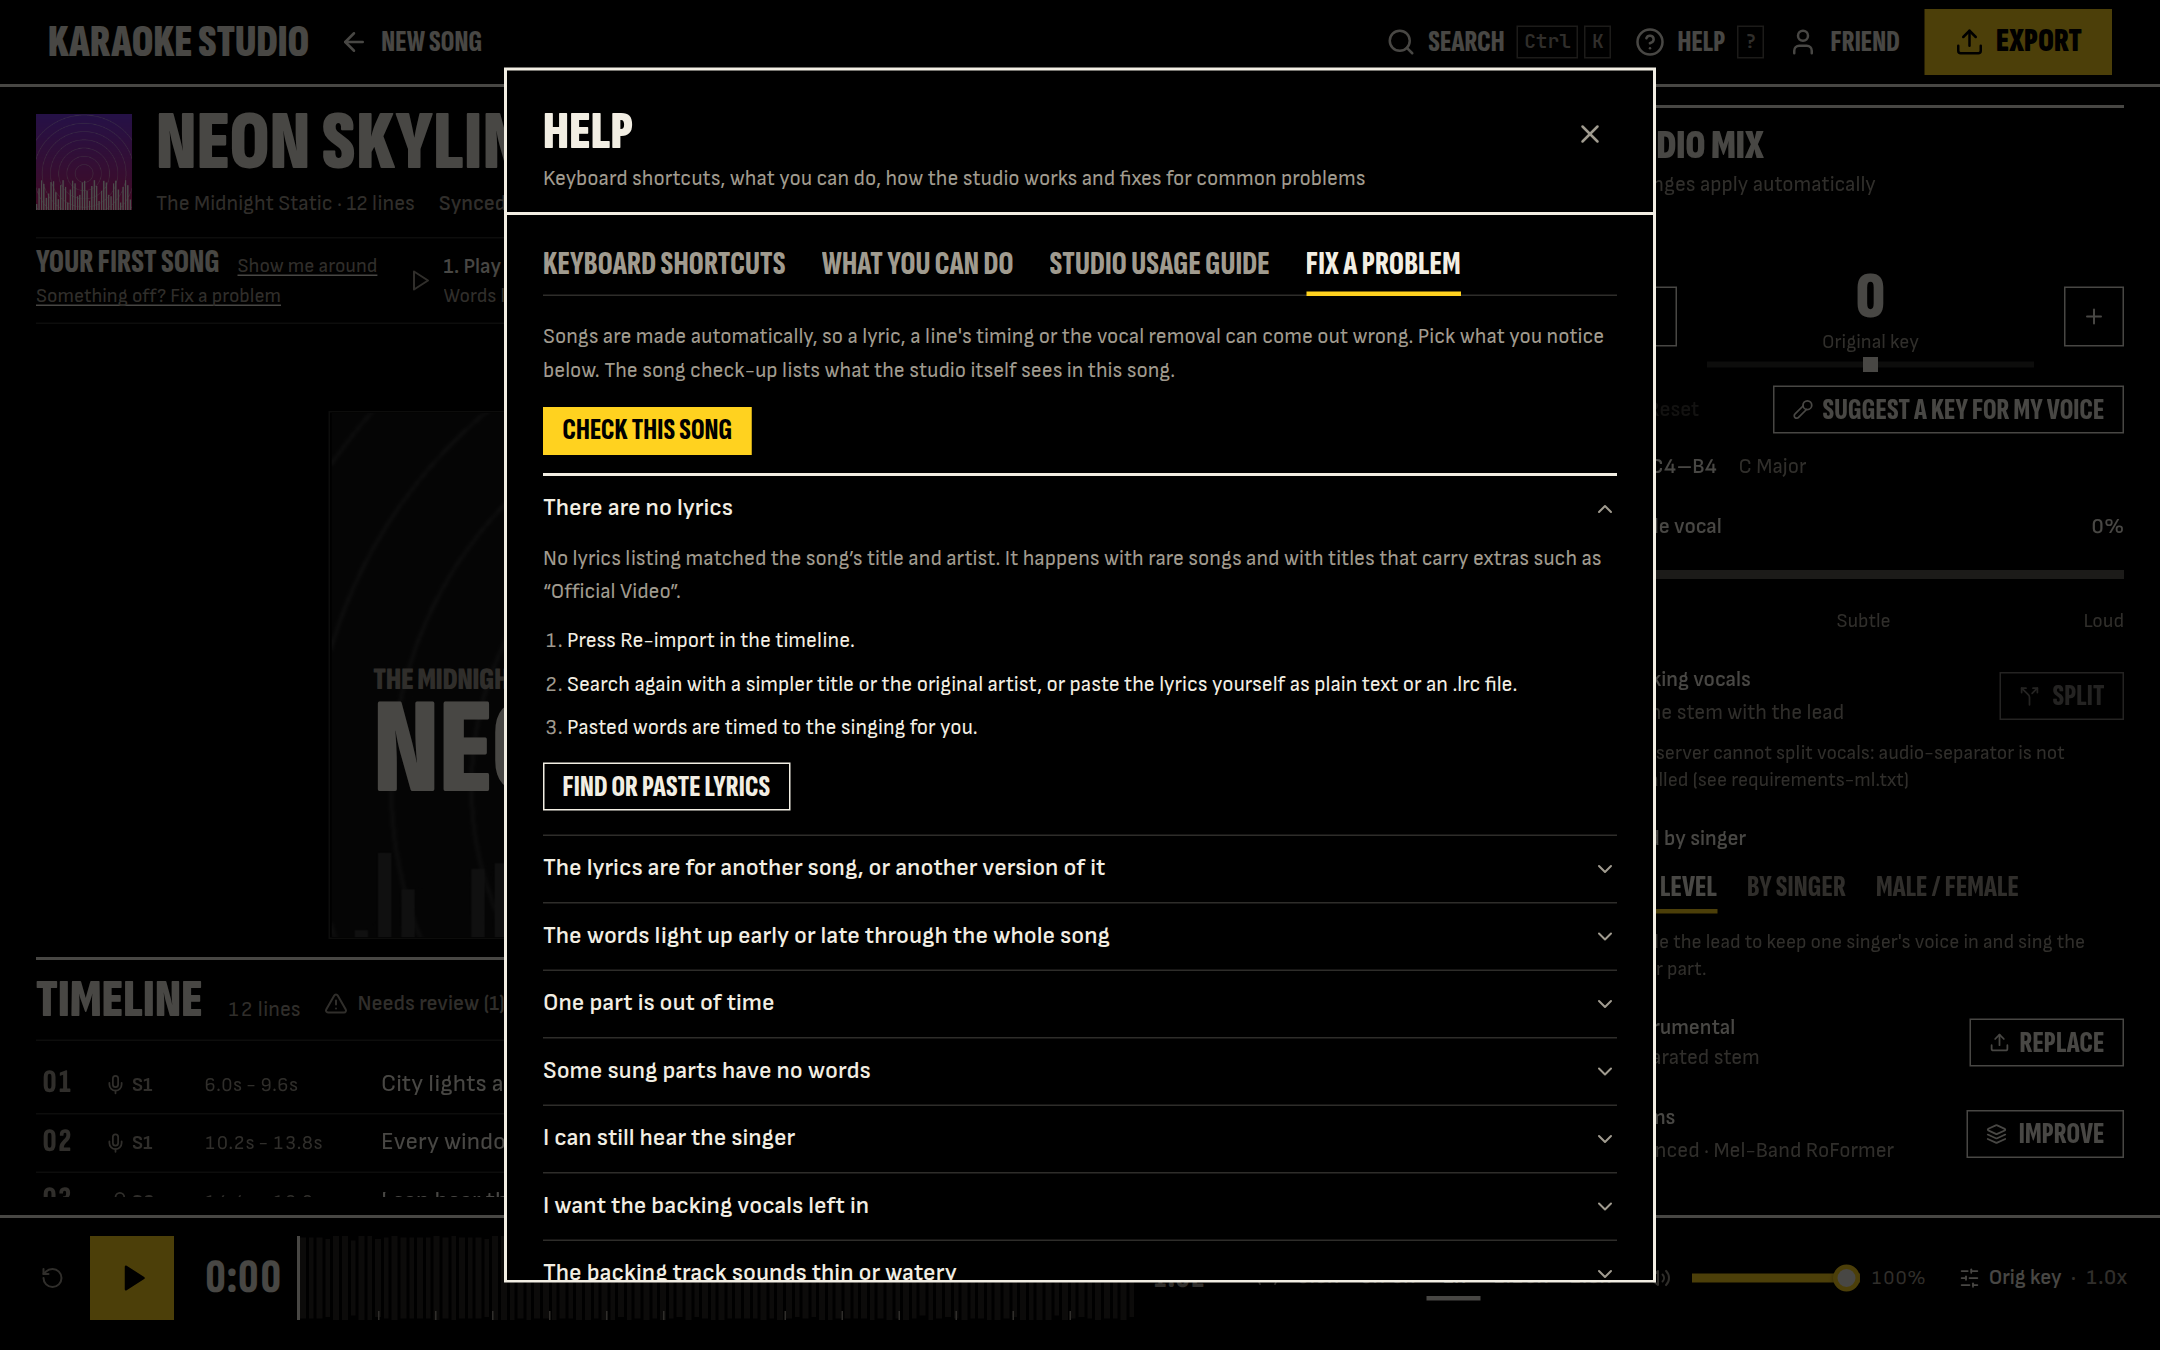 KARAOKE STUDIO
NEW SONG
SEARCH Ctrl K
HELP ?
FRIEND
EXPORT
NEON SKYLIN
The Midnight Static · 12 lines Synced
YOUR FIRST SONG Show me around
Something off? Fix a problem
1. Play
Words
THE MIDNIGH
NEO
TIMELINE 12 lines Needs review (1)
01 S1 6.0s - 9.6s City lights a
02 S1 10.2s - 13.8s Every windo
HELP
Keyboard shortcuts, what you can do, how the studio works and fixes for common problems
KEYBOARD SHORTCUTS WHAT YOU CAN DO STUDIO USAGE GUIDE FIX A PROBLEM
Songs are made automatically, so a lyric, a line's timing or the vocal removal can come out wrong. Pick what you notice
below. The song check-up lists what the studio itself sees in this song.
CHECK THIS SONG
There are no lyrics
No lyrics listing matched the song’s title and artist. It happens with rare songs and with titles that carry extras such as
“Official Video”.
1. Press Re-import in the timeline.
2. Search again with a simpler title or the original artist, or paste the lyrics yourself as plain text or an .lrc file.
3. Pasted words are timed to the singing for you.
FIND OR PASTE LYRICS
The lyrics are for another song, or another version of it
The words light up early or late through the whole song
One part is out of time
Some sung parts have no words
I can still hear the singer
I want the backing vocals left in
The backing track sounds thin or watery
DIO MIX
nges apply automatically
0
Original key
eset
SUGGEST A KEY FOR MY VOICE
C4–B4 C Major
le vocal 0%
Subtle Loud
king vocals
ne stem with the lead
SPLIT
server cannot split vocals: audio-separator is not
alled (see requirements-ml.txt)
l by singer
LEVEL BY SINGER MALE / FEMALE
le the lead to keep one singer's voice in and sing the
r part.
rumental
arated stem
REPLACE
ns
nced · Mel-Band RoFormer
IMPROVE
0:00
100%
Orig key · 1.0x